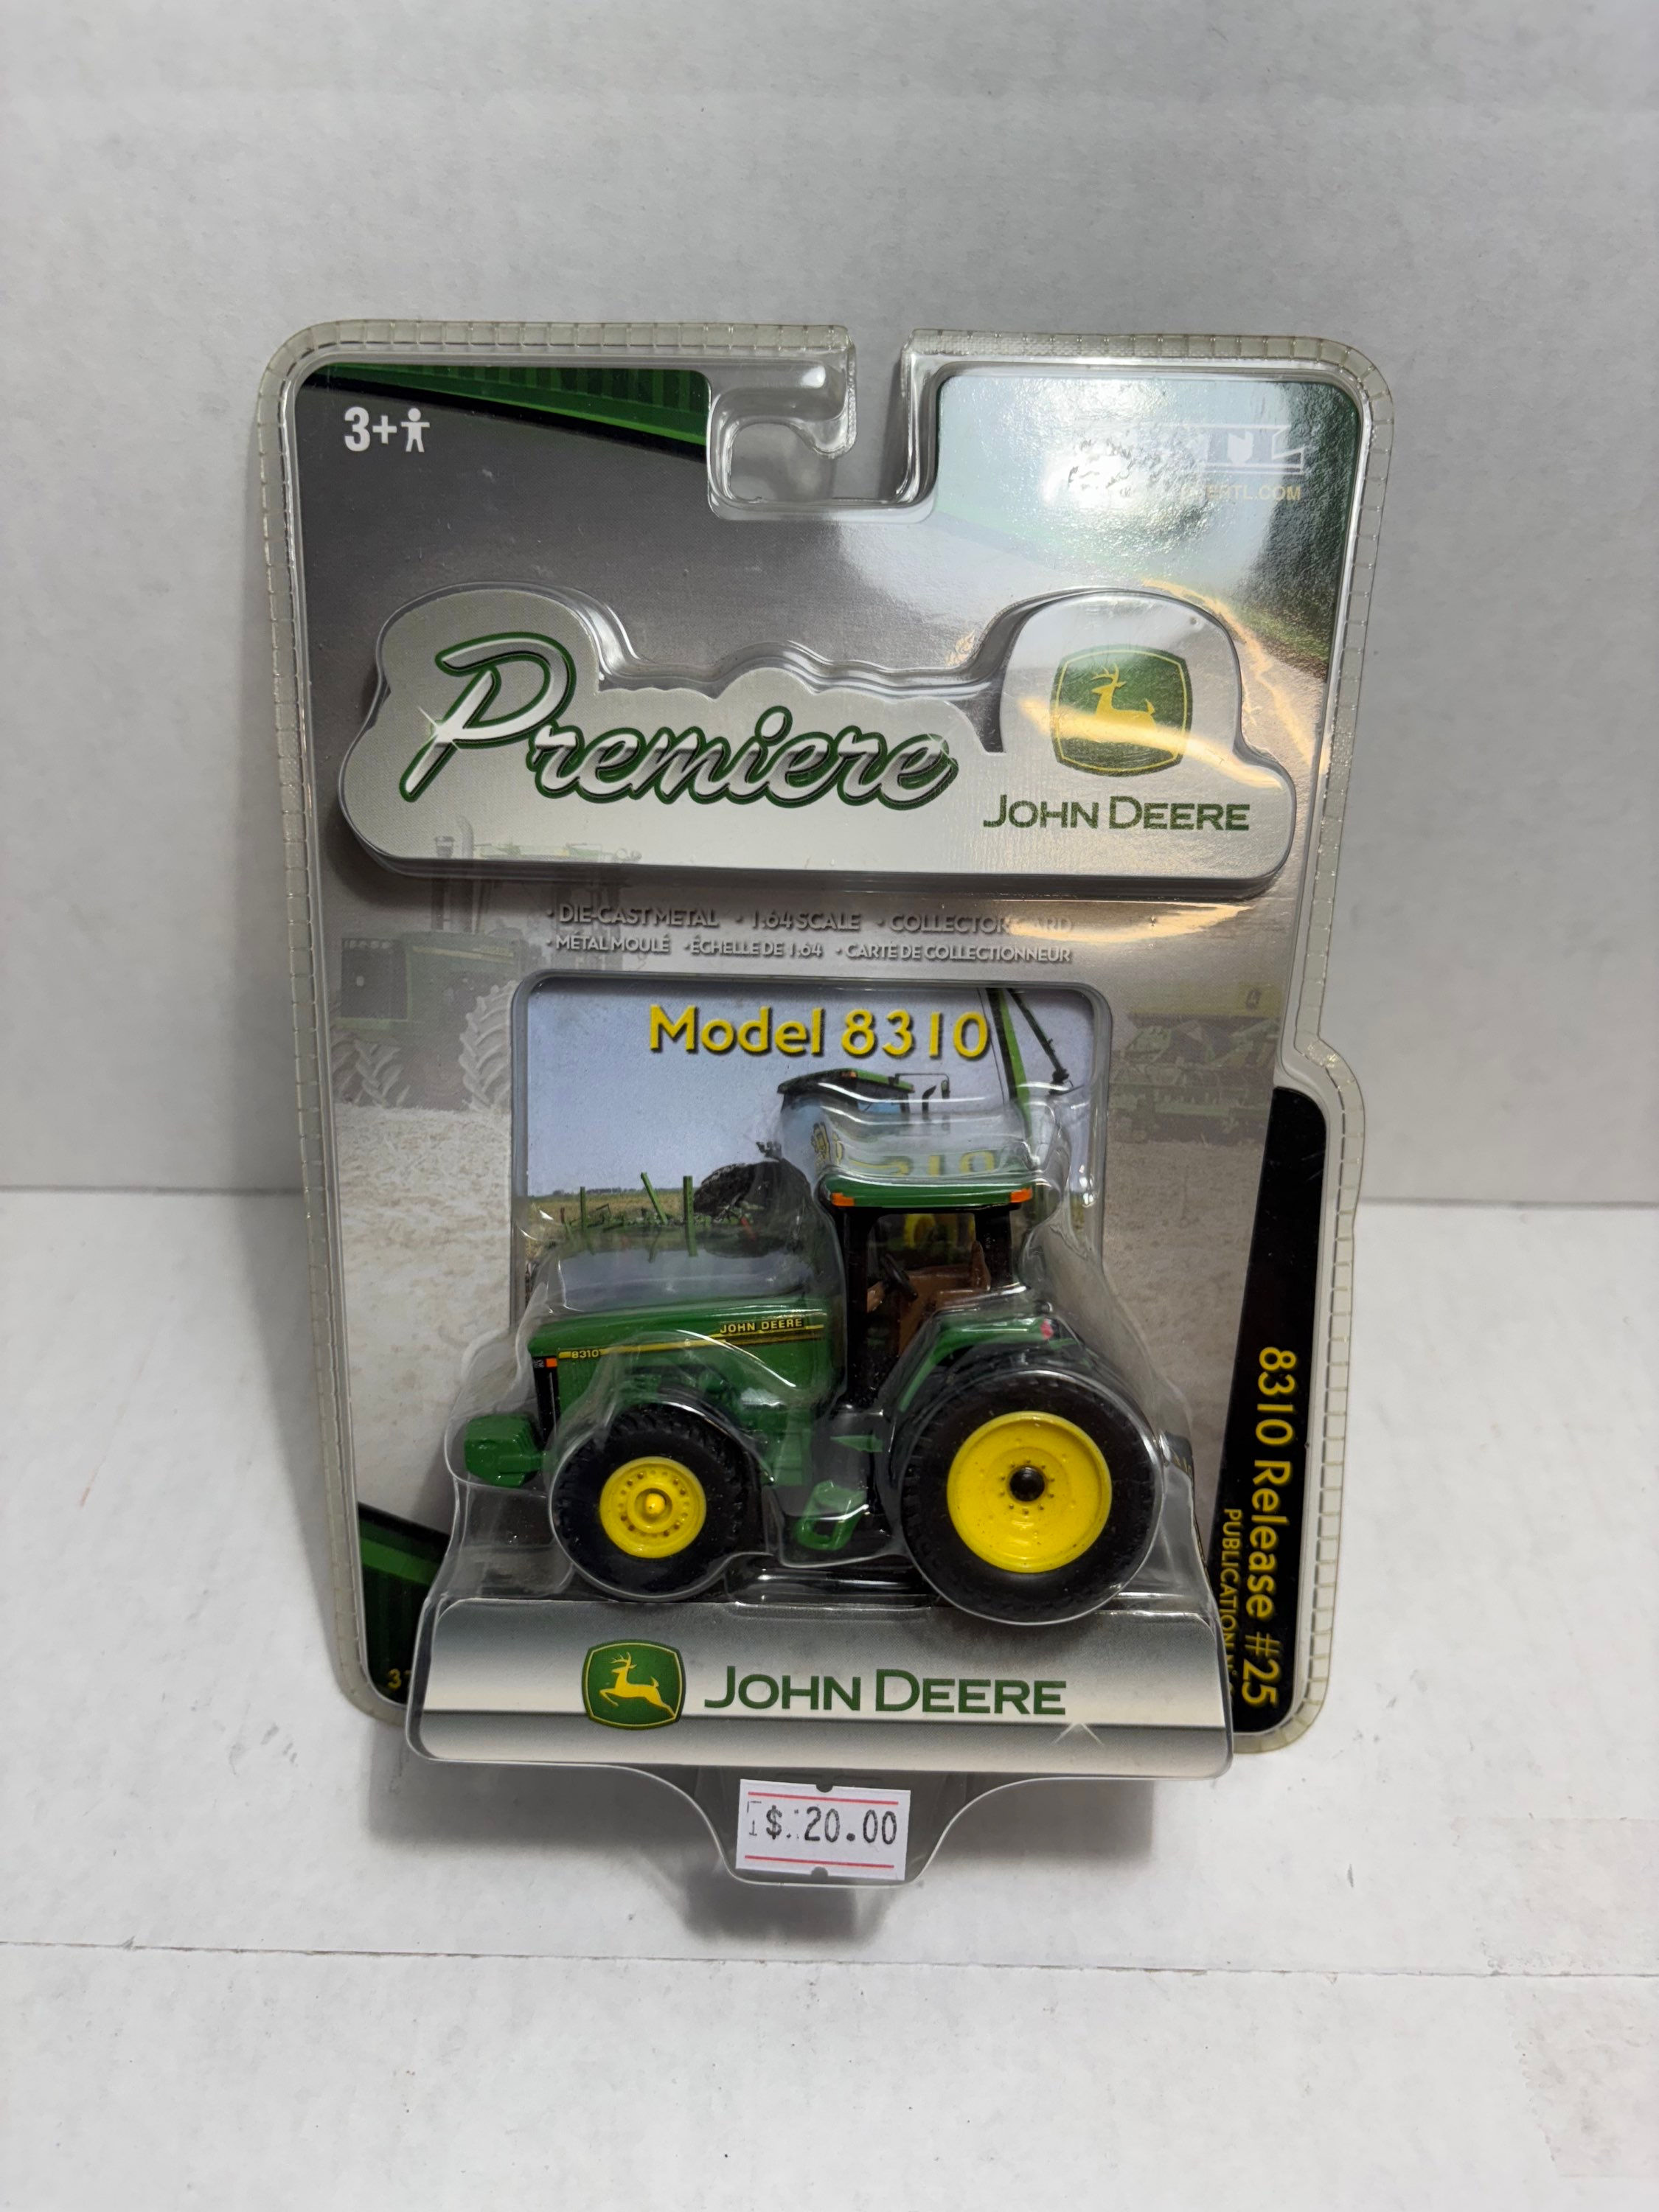 3+
Premiere
JOHN DEERE
• DIE-CAST METAL • 1:64 SCALE • COLLECTOR CARD
• MÉTAL MOULÉ • ÉCHELLE DE 1:64 • CARTE DE COLLECTIONNEUR
Model 8310
JOHN DEERE
8310
8310 Release #25
PUBLICATION
JOHN DEERE
$ 20.00